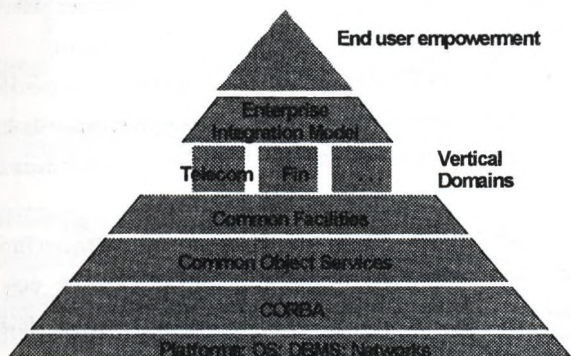 End user empowerment
Enterprise
Integration Model
Telecom Fin ...
Vertical
Domains
Common Facilities
Common Object Services
CORBA
Platforms: OS; DBMS; Networks